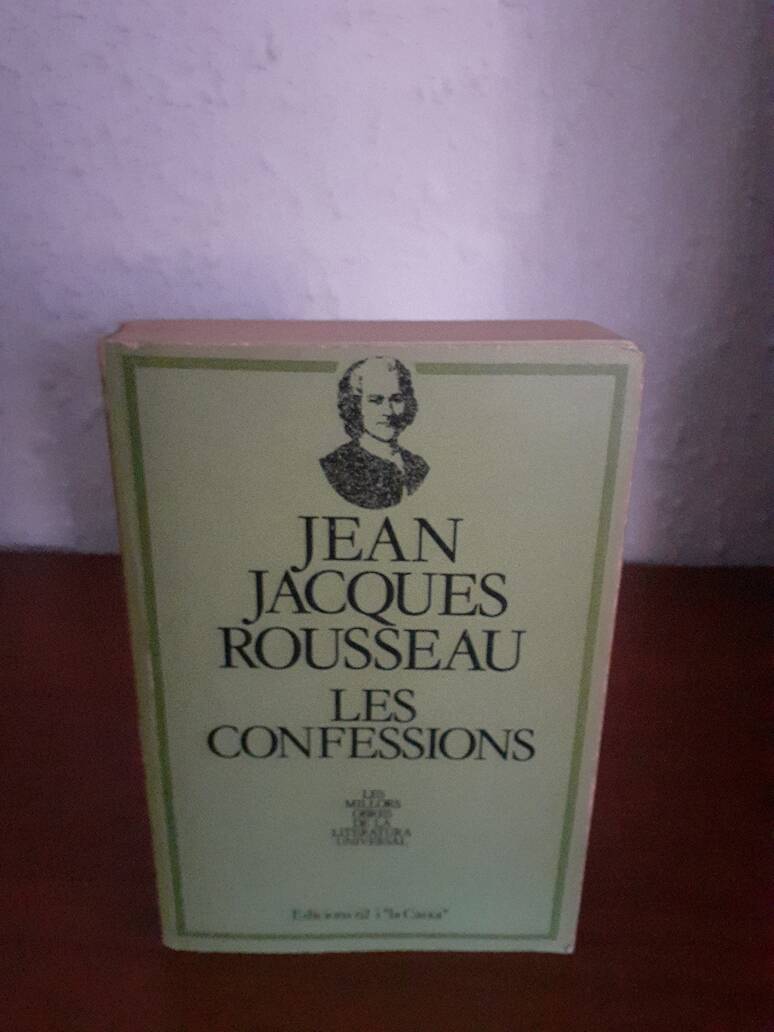 JEAN
JACQUES
ROUSSEAU
LES
CONFESSIONS
LES
MILLORS
OBRES
DE LA
LITERATURA
UNIVERSAL
Edicions 62 i "la Caixa"